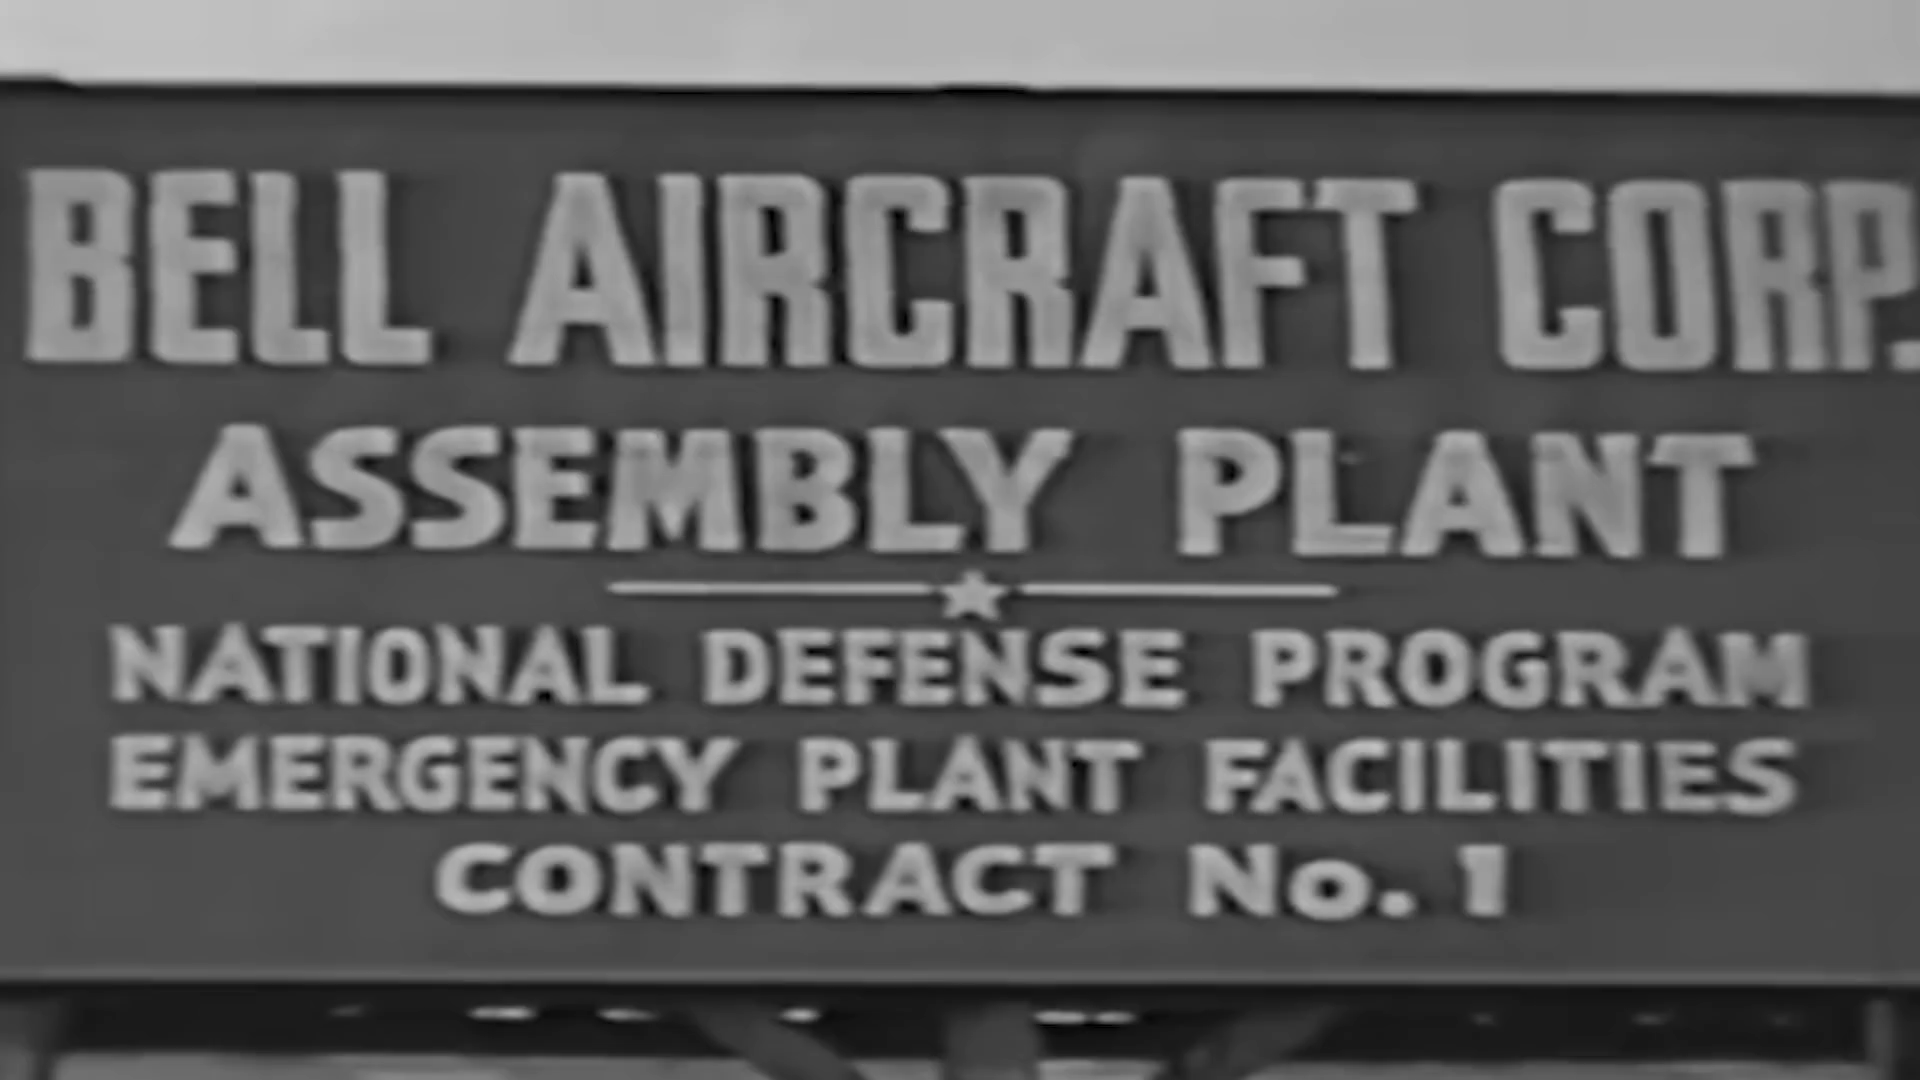 BELL AIRCRAFT CORP.
ASSEMBLY PLANT
NATIONAL DEFENSE PROGRAM
EMERGENCY PLANT FACILITIES
CONTRACT No. 1